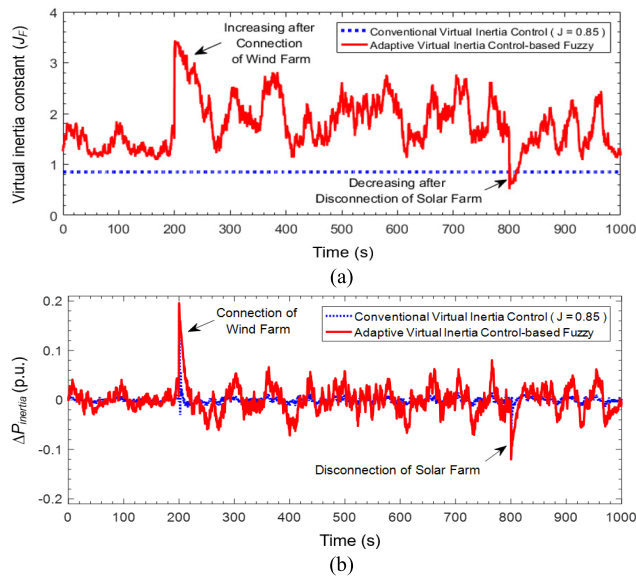 (a)
Virtual inertia constant (J_F)
4
3
2
1
0
Increasing after
Connection
of Wind Farm
Conventional Virtual Inertia Control ( J = 0.85 )
Adaptive Virtual Inertia Control-based Fuzzy
Decreasing after
Disconnection of Solar Farm
0 100 200 300 400 500 600 700 800 900 1000
Time (s)
(a)
ΔP_inertia (p.u.)
0.2
0.1
0
-0.1
-0.2
Connection of
Wind Farm
Conventional Virtual Inertia Control ( J = 0.85 )
Adaptive Virtual Inertia Control-based Fuzzy
Disconnection of Solar Farm
0 100 200 300 400 500 600 700 800 900 1000
Time (s)
(b)